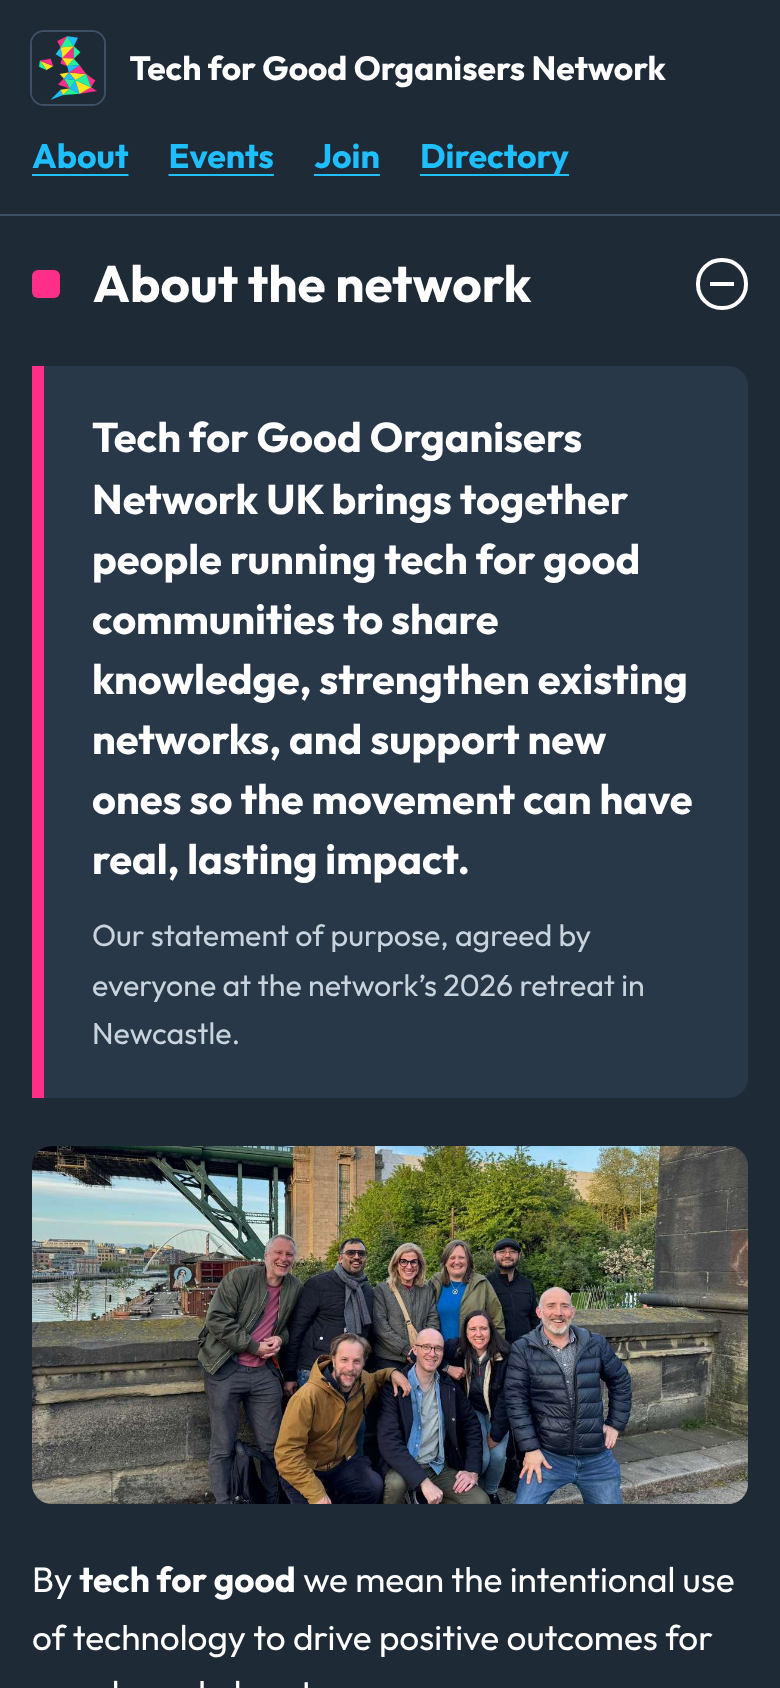 Tech for Good Organisers Network
About Events Join Directory
About the network
Tech for Good Organisers
Network UK brings together
people running tech for good
communities to share
knowledge, strengthen existing
networks, and support new
ones so the movement can have
real, lasting impact.
Our statement of purpose, agreed by
everyone at the network’s 2026 retreat in
Newcastle.
By tech for good we mean the intentional use
of technology to drive positive outcomes for